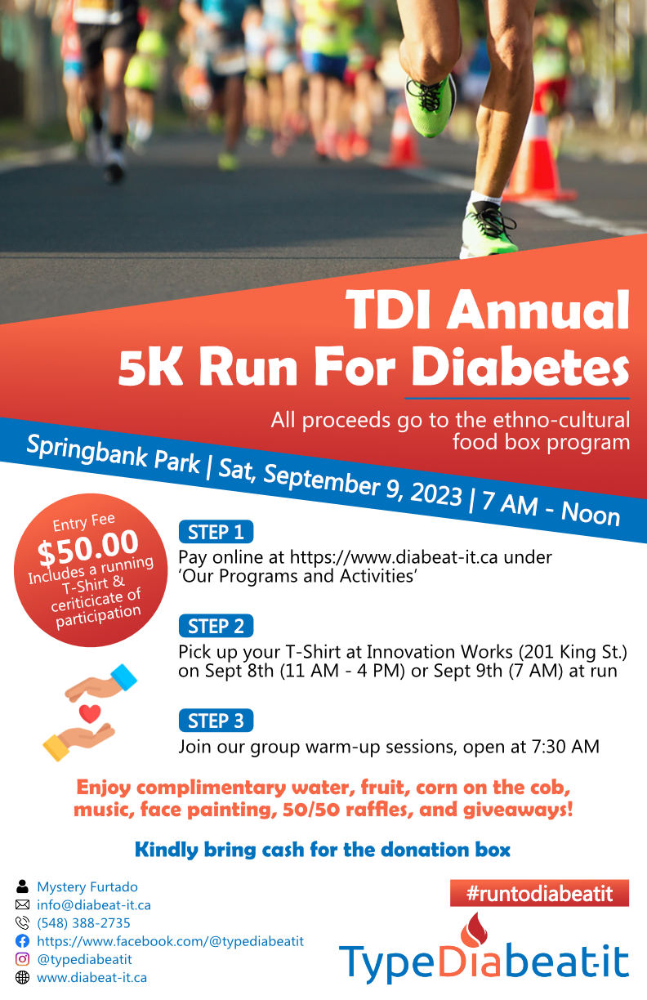 TDI Annual
5K Run For Diabetes
All proceeds go to the ethno-cultural
food box program
Springbank Park | Sat, September 9, 2023 | 7 AM - Noon
Entry Fee
$50.00
Includes a running
T-Shirt &
ceriticicate of
participation
STEP 1
Pay online at https://www.diabeat-it.ca under
‘Our Programs and Activities’
STEP 2
Pick up your T-Shirt at Innovation Works (201 King St.)
on Sept 8th (11 AM - 4 PM) or Sept 9th (7 AM) at run
STEP 3
Join our group warm-up sessions, open at 7:30 AM
Enjoy complimentary water, fruit, corn on the cob,
music, face painting, 50/50 raffles, and giveaways!
Kindly bring cash for the donation box
Mystery Furtado
info@diabeat-it.ca
(548) 388-2735
https://www.facebook.com/@typediabeatit
@typediabeatit
www.diabeat-it.ca
#runtodiabeatit
TypeDiabeat-it